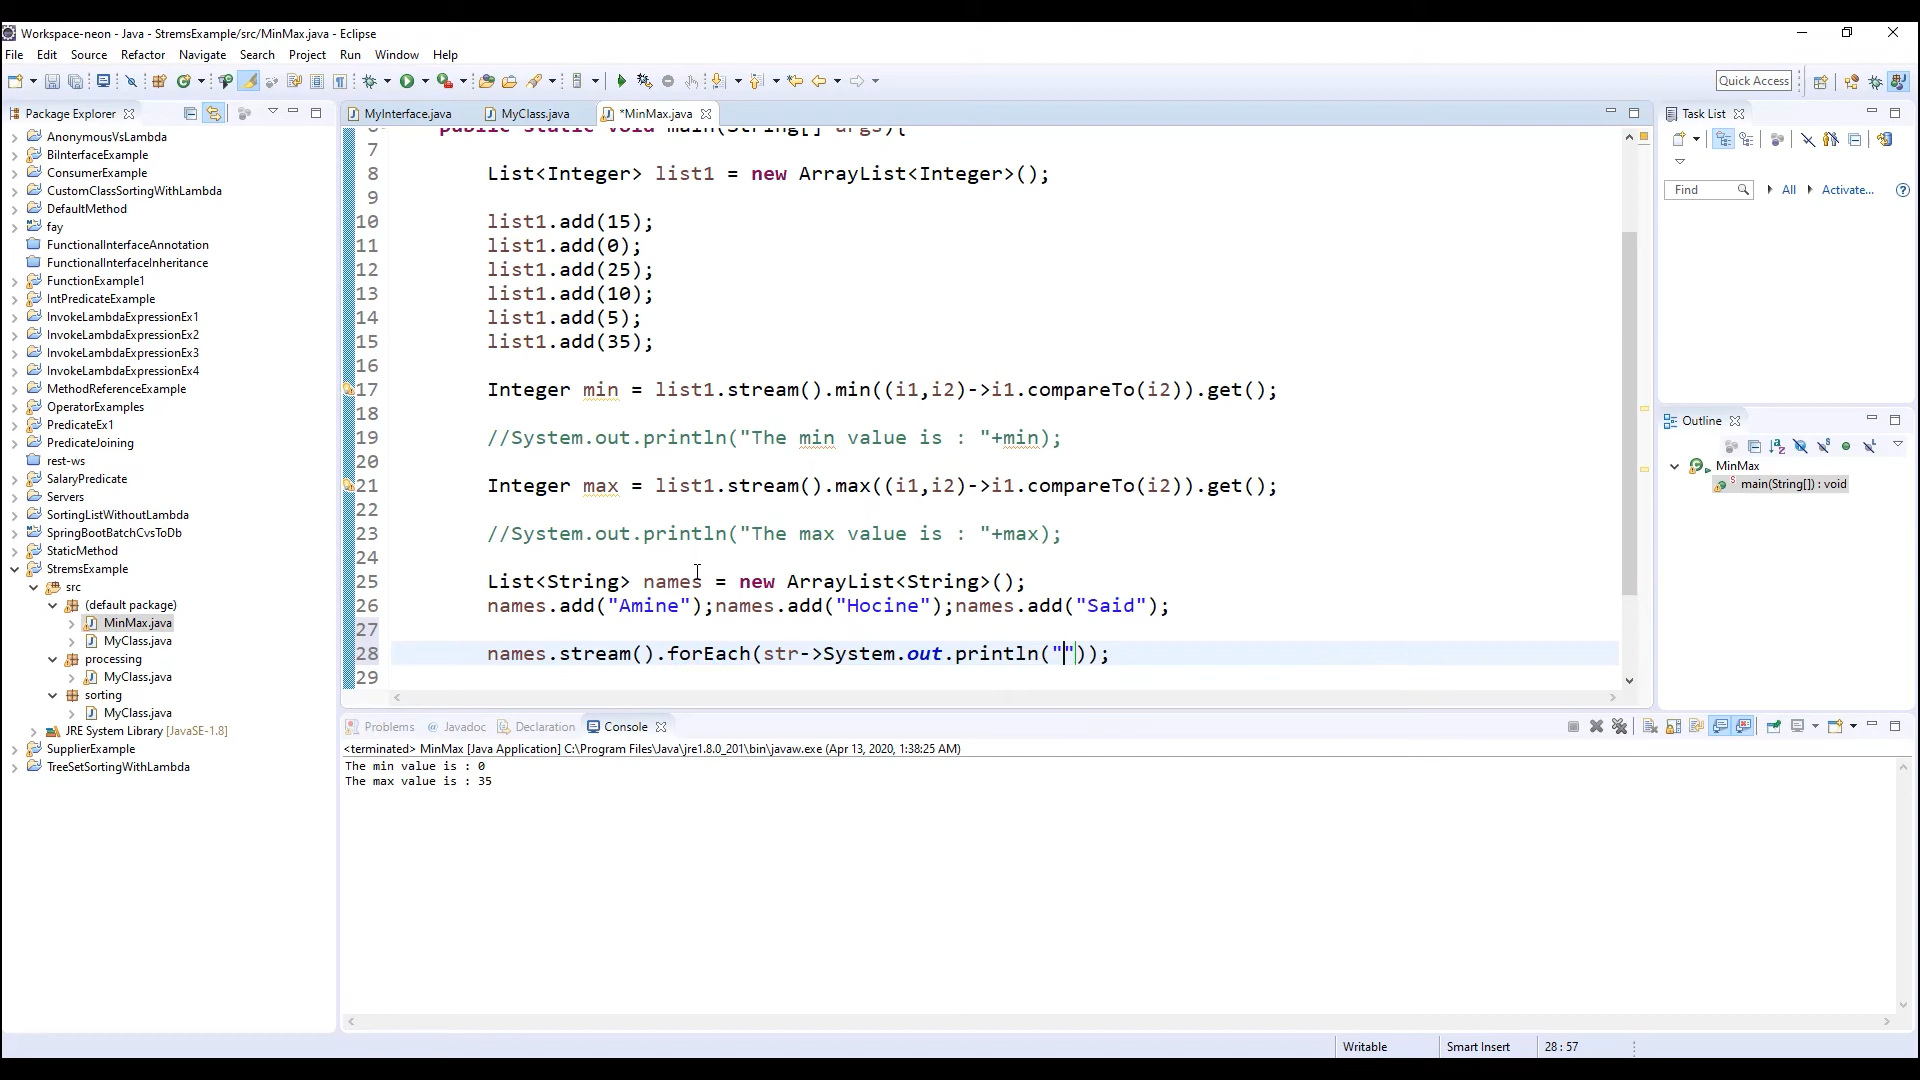 Workspace-neon - Java - StremsExample/src/MinMax.java - Eclipse
File Edit Source Refactor Navigate Search Project Run Window Help
Quick Access
Package Explorer
AnonymousVsLambda
BiInterfaceExample
ConsumerExample
CustomClassSortingWithLambda
DefaultMethod
fay
FunctionalInterfaceAnnotation
FunctionalInterfaceInheritance
FunctionExample1
IntPredicateExample
InvokeLambdaExpressionEx1
InvokeLambdaExpressionEx2
InvokeLambdaExpressionEx3
InvokeLambdaExpressionEx4
MethodReferenceExample
OperatorExamples
PredicateEx1
PredicateJoining
rest-ws
SalaryPredicate
Servers
SortingListWithoutLambda
SpringBootBatchCvsToDb
StaticMethod
StremsExample
src
(default package)
MinMax.java
MyClass.java
processing
MyClass.java
sorting
MyClass.java
JRE System Library [JavaSE-1.8]
SupplierExample
TreeSetSortingWithLambda
MyInterface.java MyClass.java *MinMax.java
6 public static void main(String[] args){
7
8 List<Integer> list1 = new ArrayList<Integer>();
9
10 list1.add(15);
11 list1.add(0);
12 list1.add(25);
13 list1.add(10);
14 list1.add(5);
15 list1.add(35);
16
17 Integer min = list1.stream().min((i1,i2)->i1.compareTo(i2)).get();
18
19 //System.out.println("The min value is : "+min);
20
21 Integer max = list1.stream().max((i1,i2)->i1.compareTo(i2)).get();
22
23 //System.out.println("The max value is : "+max);
24
25 List<String> names = new ArrayList<String>();
26 names.add("Amine");names.add("Hocine");names.add("Said");
27
28 names.stream().forEach(str->System.out.println(""));
29
Task List
Find All Activate...
Outline
MinMax
main(String[]) : void
Problems Javadoc Declaration Console
<terminated> MinMax [Java Application] C:\Program Files\Java\jre1.8.0_201\bin\javaw.exe (Apr 13, 2020, 1:38:25 AM)
The min value is : 0
The max value is : 35
Writable Smart Insert 28 : 57